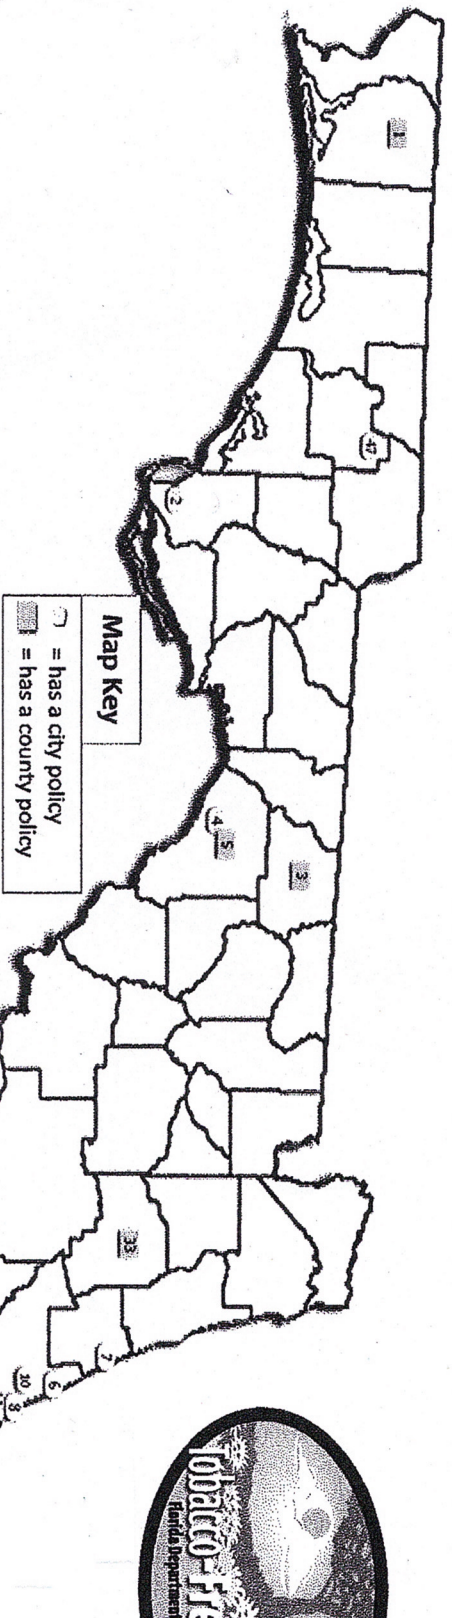 1
47
2
Map Key
= has a city policy
= has a county policy
4
5
3
33
7
6
10
8
Tobacco-Fre
Florida Department